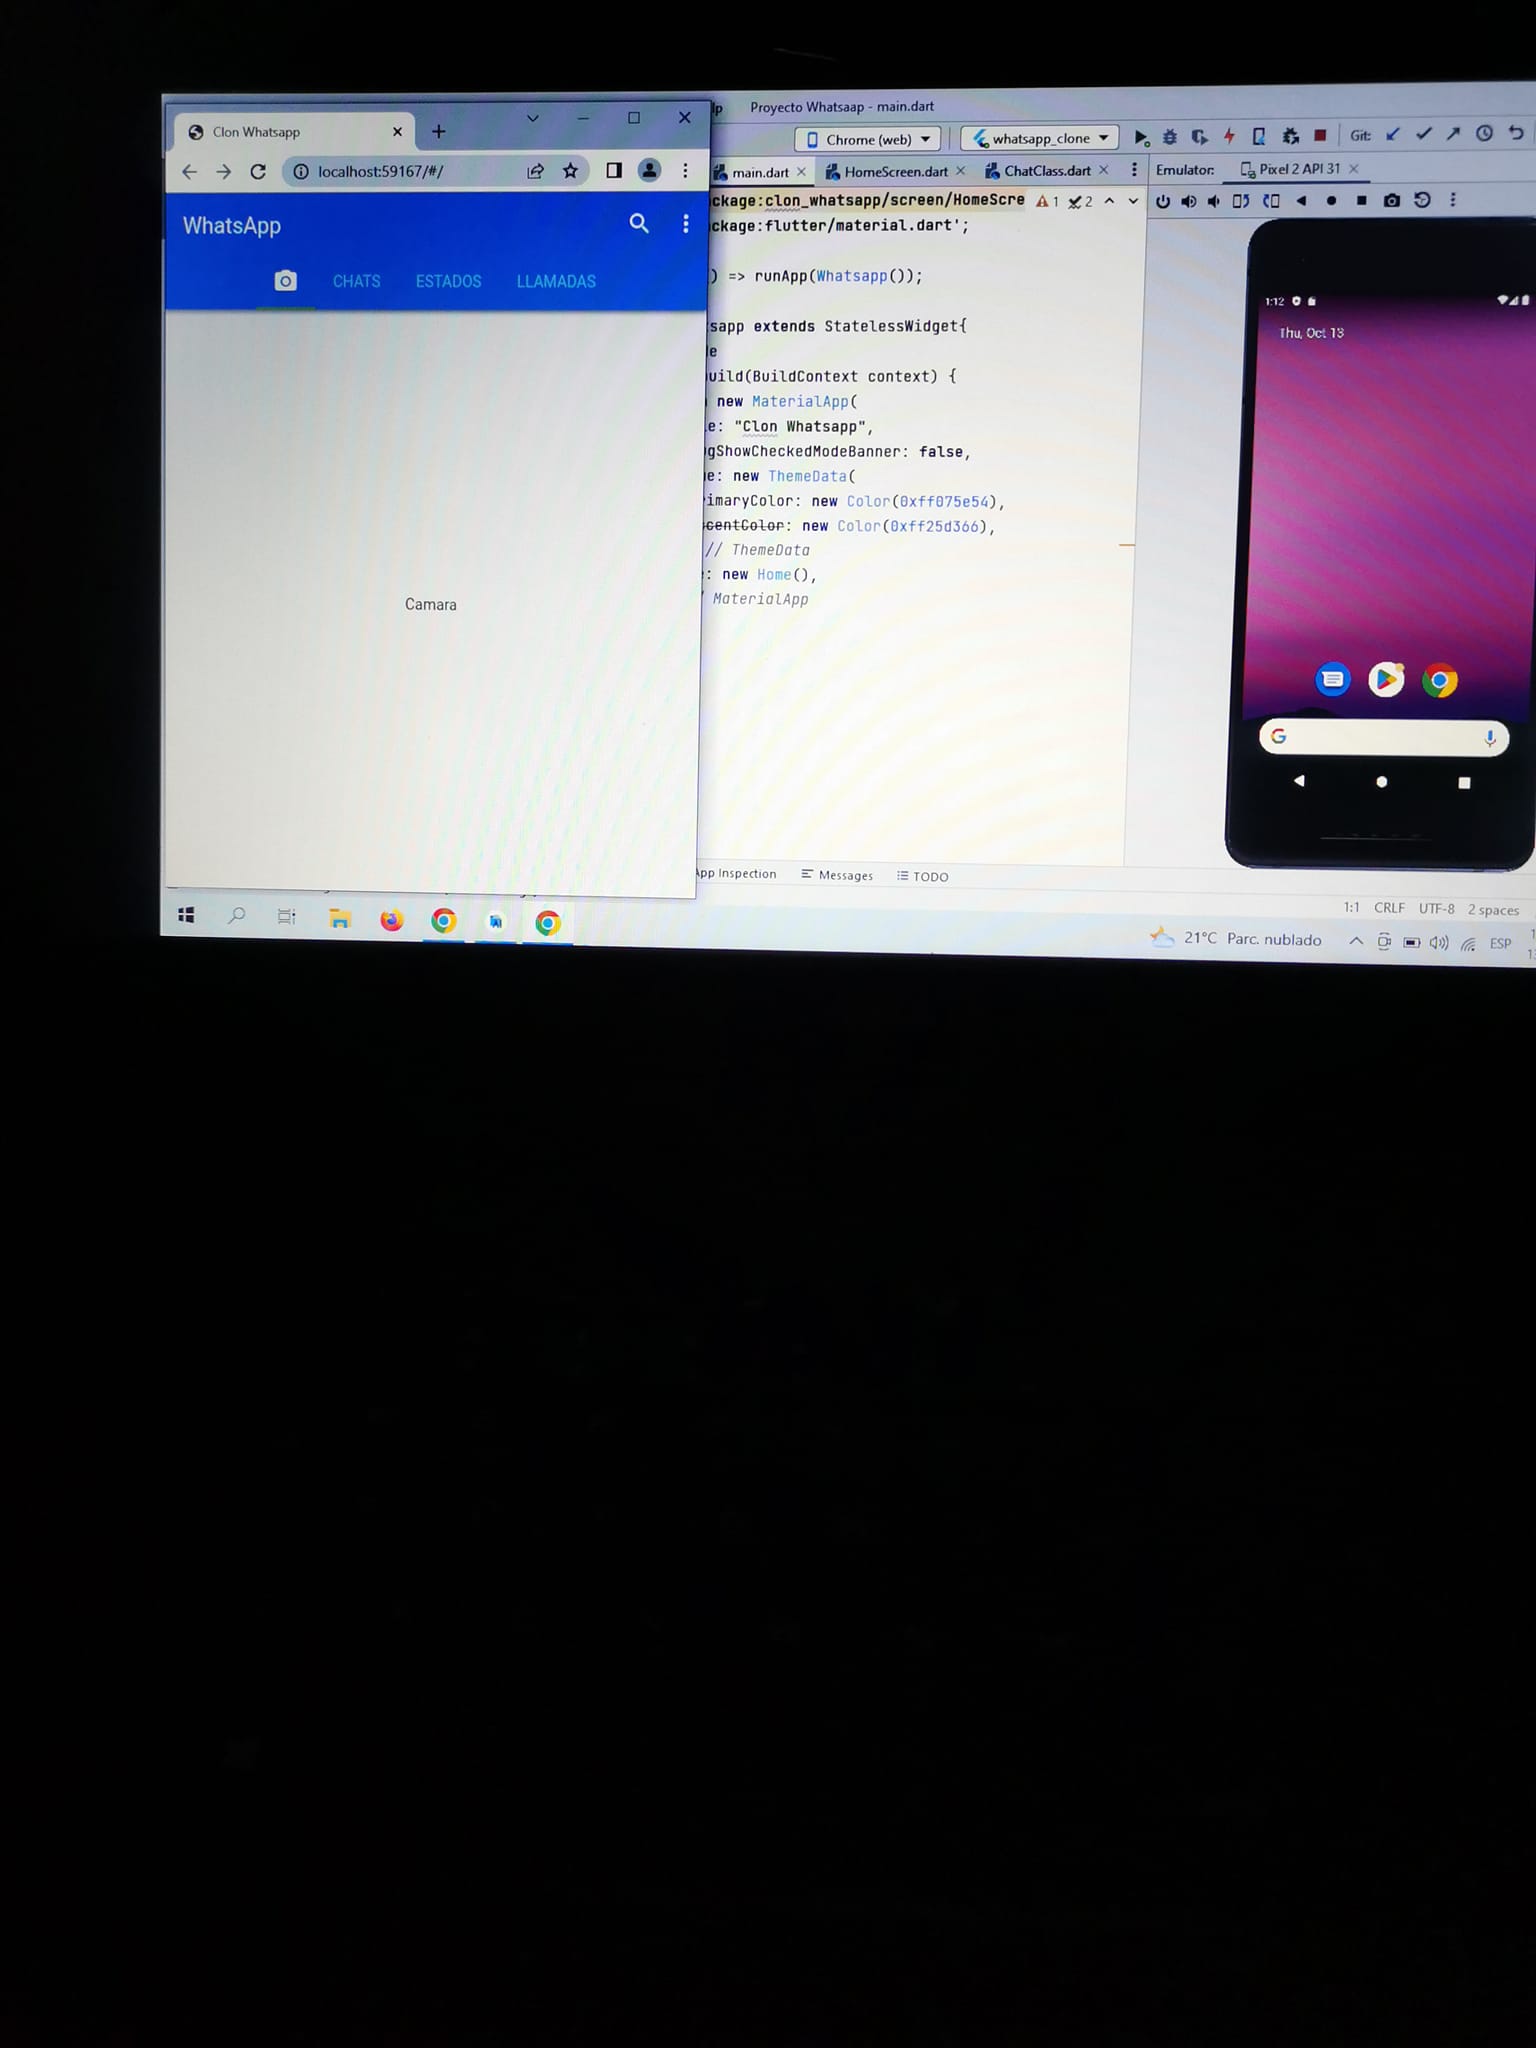 Clon Whatsapp
localhost:59167/#/
WhatsApp
CHATS ESTADOS LLAMADAS
Camara
Proyecto Whatsaap - main.dart
Chrome (web) whatsapp_clone Git:
main.dart HomeScreen.dart ChatClass.dart
ckage:clon_whatsapp/screen/HomeScre 1 2
ckage:flutter/material.dart';
) => runApp(Whatsapp());
sapp extends StatelessWidget{
e
uild(BuildContext context) {
new MaterialApp(
e: "Clon Whatsapp",
gShowCheckedModeBanner: false,
e: new ThemeData(
rimaryColor: new Color(0xff075e54),
centColor: new Color(0xff25d366),
// ThemeData
: new Home(),
/ MaterialApp
App Inspection Messages TODO
Emulator: Pixel 2 API 31
1:12
Thu, Oct 13
1:1 CRLF UTF-8 2 spaces
21°C Parc. nublado ESP